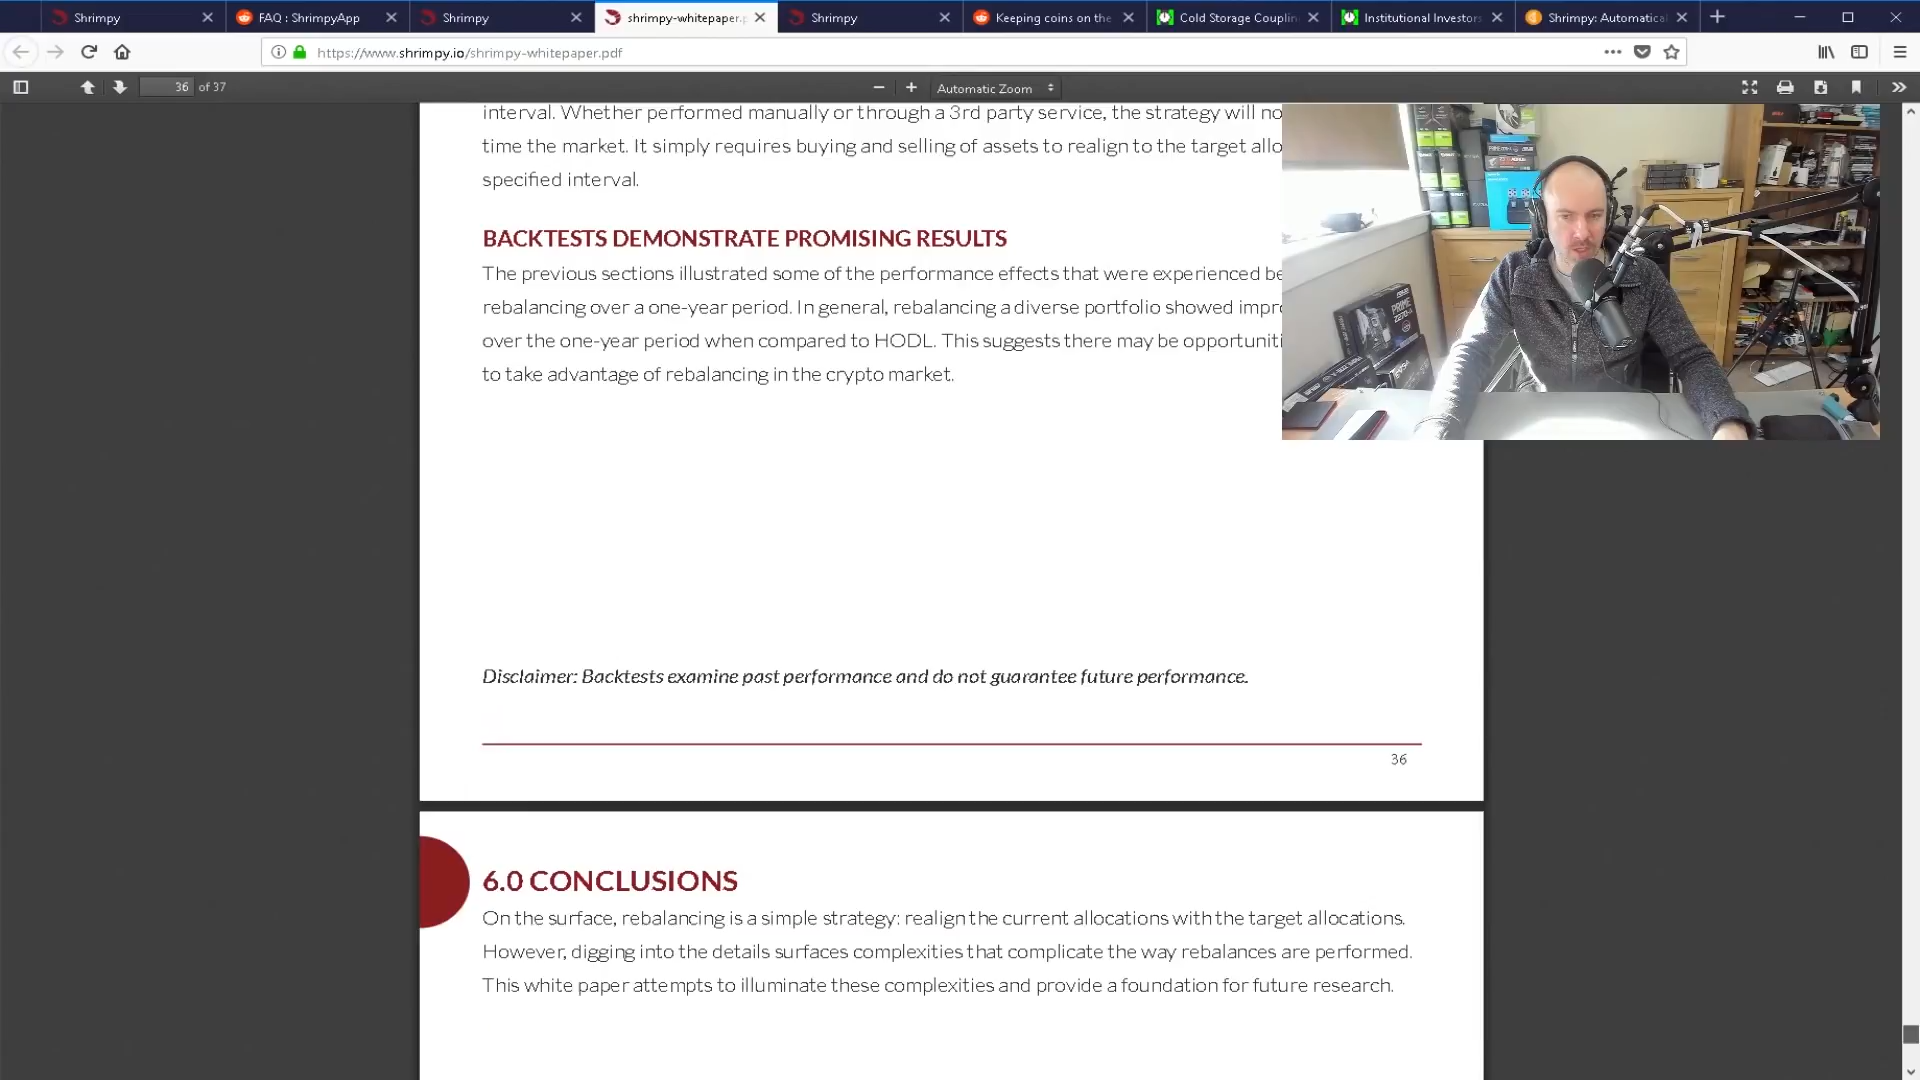 Shrimpy
FAQ : ShrimpyApp
Shrimpy
shrimpy-whitepaper.p
Shrimpy
Keeping coins on the
Cold Storage Couplin
Institutional Investors
Shrimpy: Automatica
https://www.shrimpy.io/shrimpy-whitepaper.pdf
36 of 37
Automatic Zoom
interval. Whether performed manually or through a 3rd party service, the strategy will no
time the market. It simply requires buying and selling of assets to realign to the target allo
specified interval.
BACKTESTS DEMONSTRATE PROMISING RESULTS
The previous sections illustrated some of the performance effects that were experienced be
rebalancing over a one-year period. In general, rebalancing a diverse portfolio showed impr
over the one-year period when compared to HODL. This suggests there may be opportuniti
to take advantage of rebalancing in the crypto market.
PRIME
Disclaimer: Backtests examine past performance and do not guarantee future performance.
36
6.0 CONCLUSIONS
On the surface, rebalancing is a simple strategy: realign the current allocations with the target allocations.
However, digging into the details surfaces complexities that complicate the way rebalances are performed.
This white paper attempts to illuminate these complexities and provide a foundation for future research.